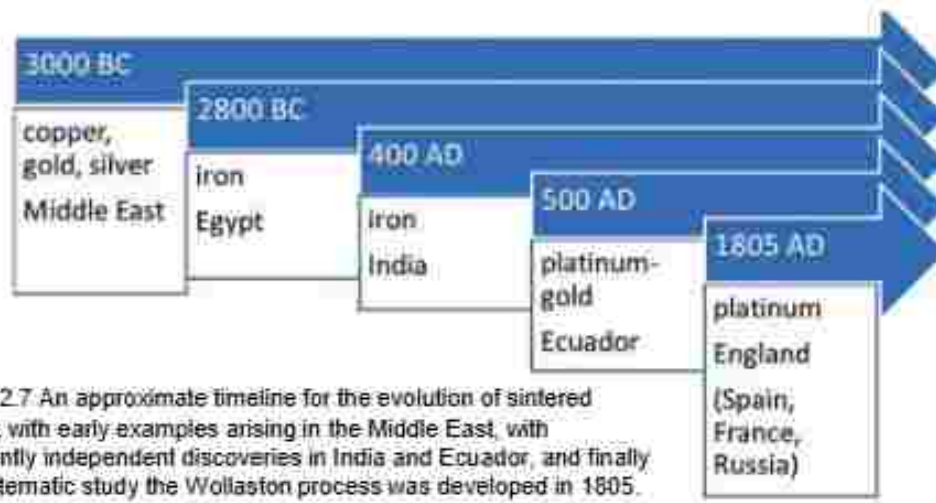 3000 BC
copper,
gold, silver
Middle East
2800 BC
iron
Egypt
400 AD
iron
India
500 AD
platinum-
gold
Ecuador
1805 AD
platinum
England
(Spain,
France,
Russia)
2.7 An approximate timeline for the evolution of sintered
with early examples arising in the Middle East, with
independent discoveries in India and Ecuador, and finally
the Wollaston process was developed in 1805.